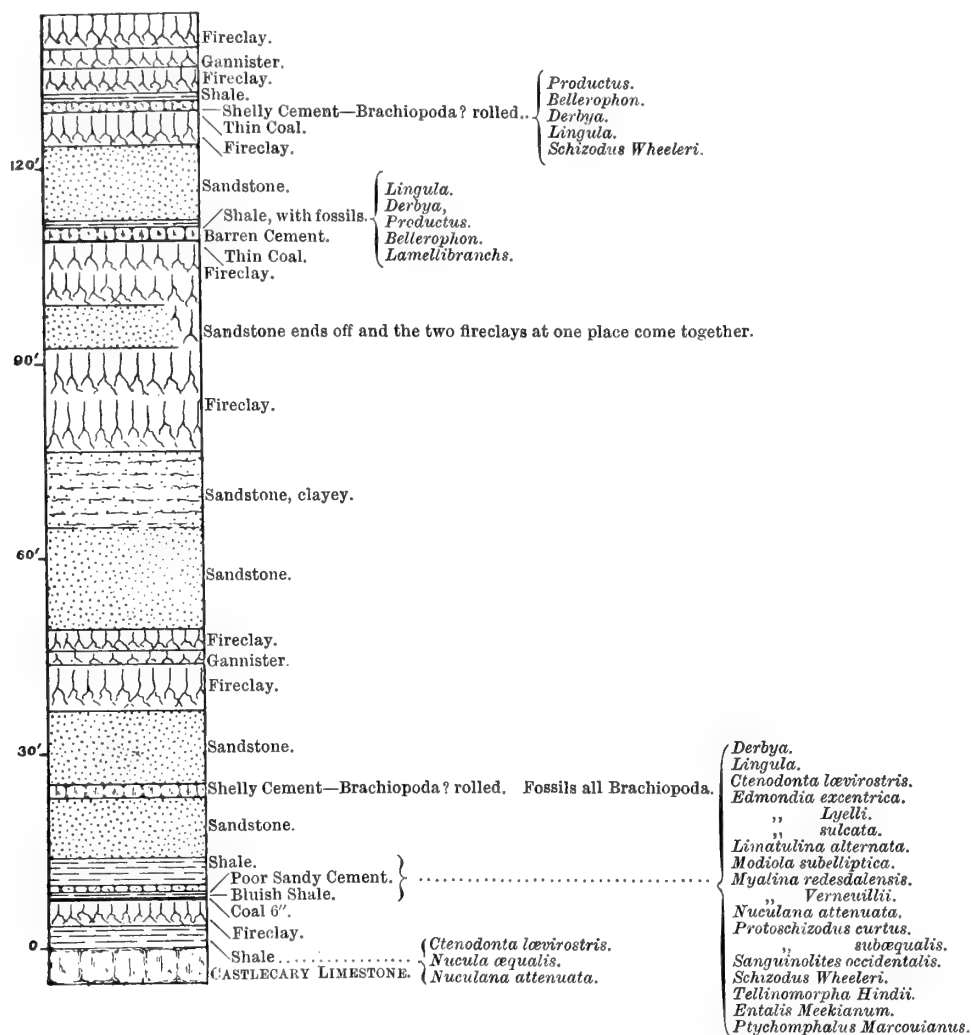 Fireclay.
Gannister.
Fireclay.
Shale.
Shelly Cement—Brachiopoda? rolled..
Productus.
Bellerophon.
Derbya.
Lingula.
Schizodus Wheeleri.
Thin Coal.
Fireclay.
120′
Sandstone.
Shale, with fossils.
Lingula.
Derbya,
Productus.
Bellerophon.
Lamellibranchs.
Barren Cement.
Thin Coal.
Fireclay.
Sandstone ends off and the two fireclays at one place come together.
90′
Fireclay.
Sandstone, clayey.
60′
Sandstone.
Fireclay.
Gannister.
Fireclay.
30′
Sandstone.
Shelly Cement—Brachiopoda? rolled. Fossils all Brachiopoda.
Sandstone.
Shale.
Poor Sandy Cement.
Bluish Shale.
Coal 6″.
Fireclay.
Derbya.
Lingula.
Ctenodonta lævirostris.
Edmondia excentrica.
„ Lyelli.
„ sulcata.
Limatulina alternata.
Modiola subelliptica.
Myalina redesdalensis.
„ Verneuillii.
Nuculana attenuata.
Protoschizodus curtus.
„ subæqualis.
Sanguinolites occidentalis.
Schizodus Wheeleri.
Tellinomorpha Hindii.
Entalis Meekianum.
Ptychomphalus Marcouianus.
0
Shale
Ctenodonta lævirostris.
Nucula æqualis.
Nuculana attenuata.
CASTLECARY LIMESTONE.